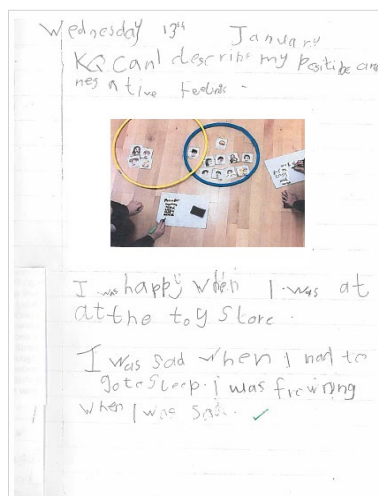 Wednesday 13th January
KQ Can I describe my positive and
negative feelings.
I was happy when I was at
at the toy store.
I was sad when I had to
go to sleep. i was frowning
when I was sad.